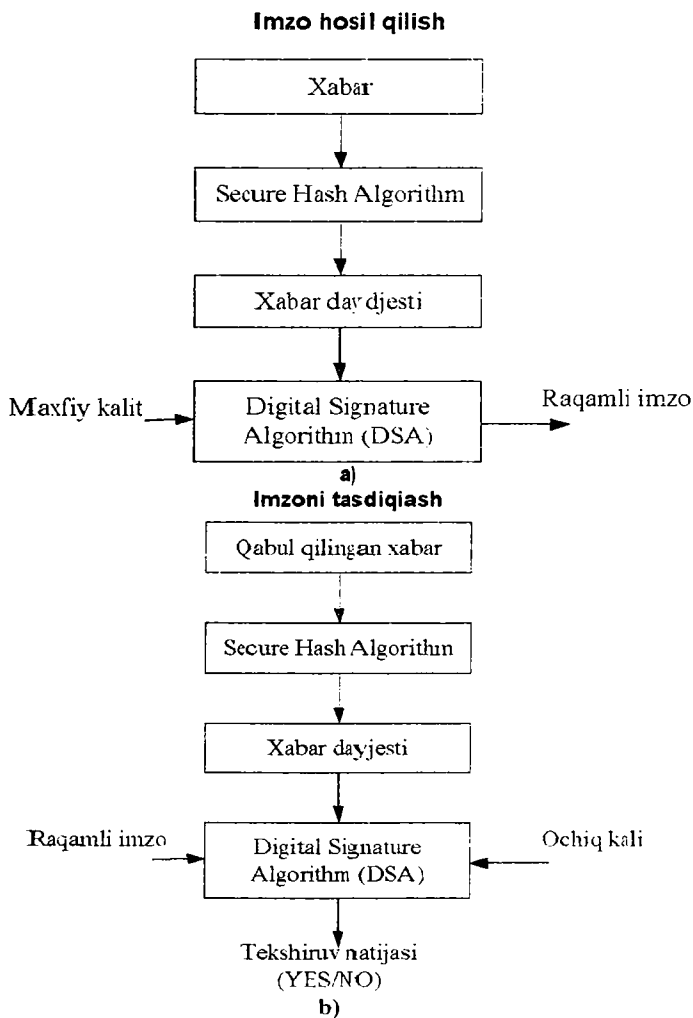 Imzo hosil qilish
Xabar
Secure Hash Algorithm
Xabar daydjesti
Maxfiy kalit
Digital Signature
Algorithm (DSA)
Raqamli imzo
a)
Imzoni tasdiqiash
Qabul qilingan xabar
Secure Hash Algorithm
Xabar dayjesti
Raqamli imzo
Digital Signature
Algorithm (DSA)
Ochiq kali
Tekshiruv natijasi
(YES/NO)
b)